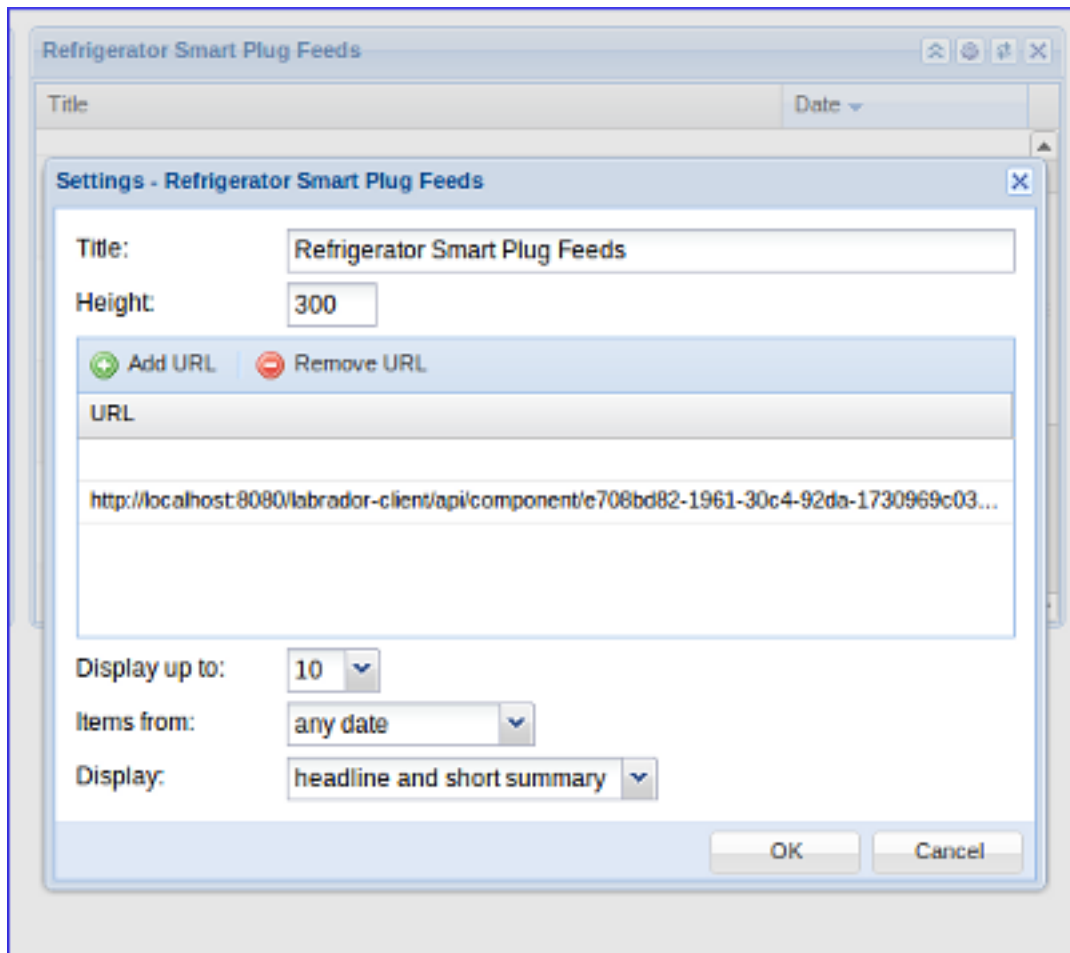 Refrigerator Smart Plug Feeds
Title Date
Settings - Refrigerator Smart Plug Feeds
Title: Refrigerator Smart Plug Feeds
Height: 300
Add URL Remove URL
URL
http://localhost:8080/labrador-client/api/component/e708bd82-1961-30c4-92da-1730969c03...
Display up to: 10
Items from: any date
Display: headline and short summary
OK Cancel